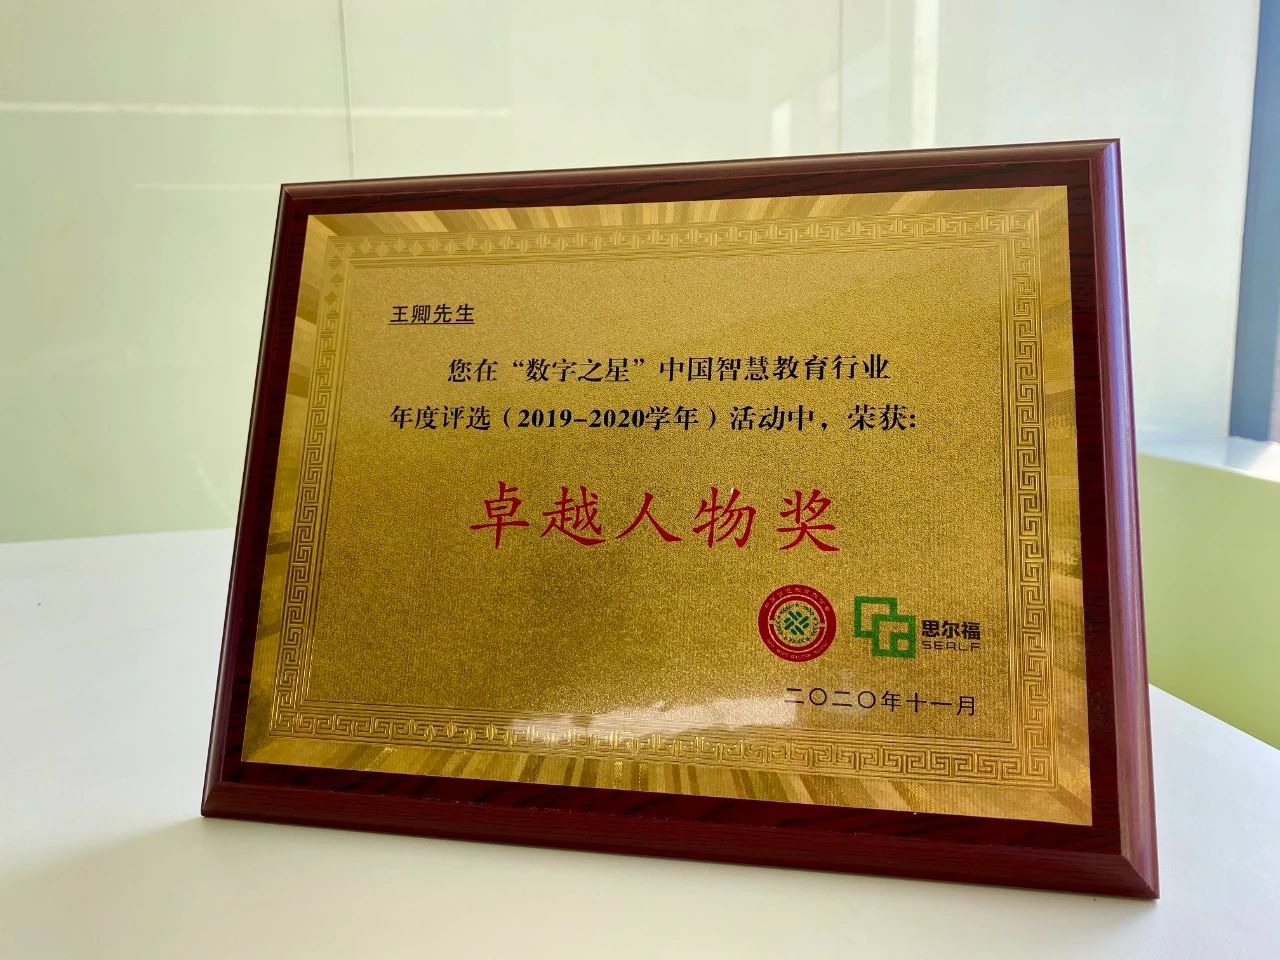 王卿先生
您在“数字之星”中国智慧教育行业
年度评选（2019-2020学年）活动中，荣获:
卓越人物奖
思尔福
SEALF
二〇二〇年十一月